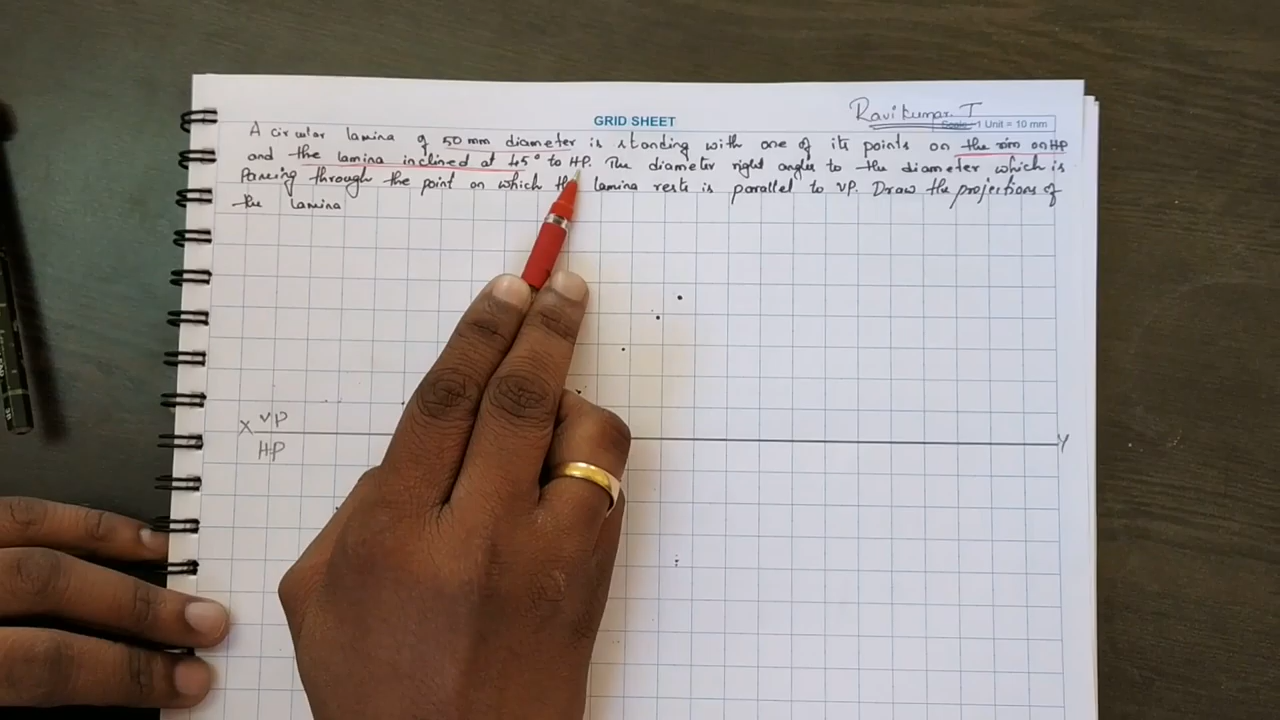 Ravikumar.T
GRID SHEET
Scale 1 Unit = 10 mm
A circular lamina of 50 mm diameter is standing with one of its points on the rim on HP
and the lamina inclined at 45° to HP. The diameter right angles to the diameter which is
Passing through the point on which the lamina rests is parallel to VP. Draw the projections of
the lamina
X VP Y
HP